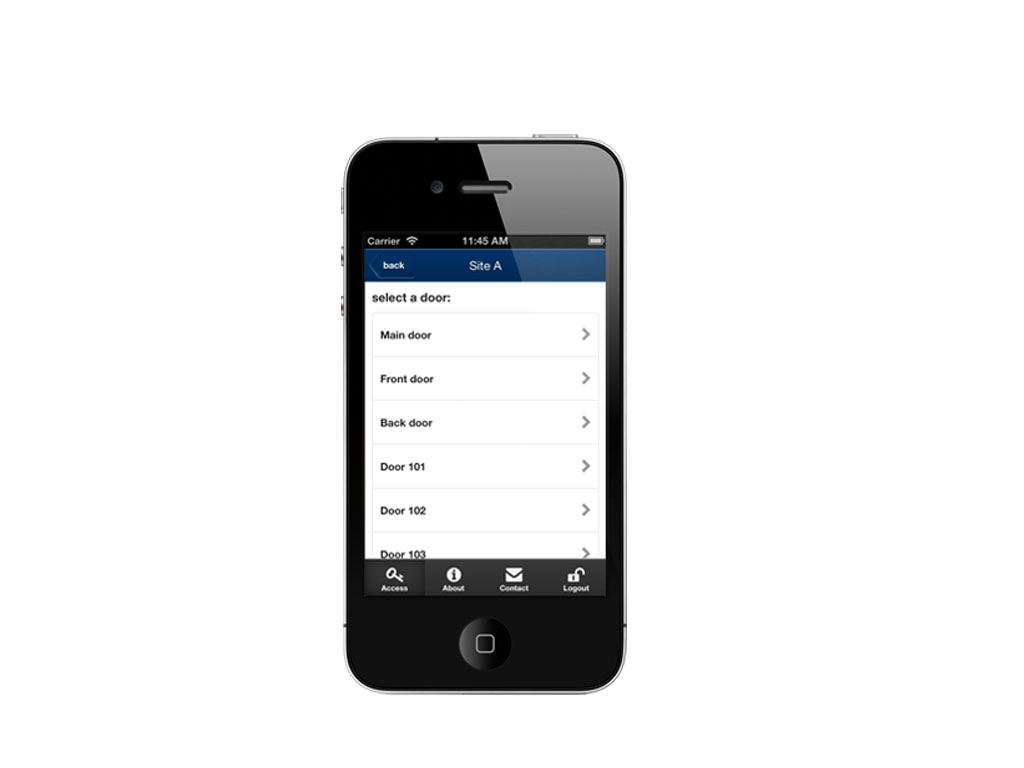 Carrier 11:45 AM
back Site A
select a door:
Main door
Front door
Back door
Door 101
Door 102
Door 103
Access About Contact Logout